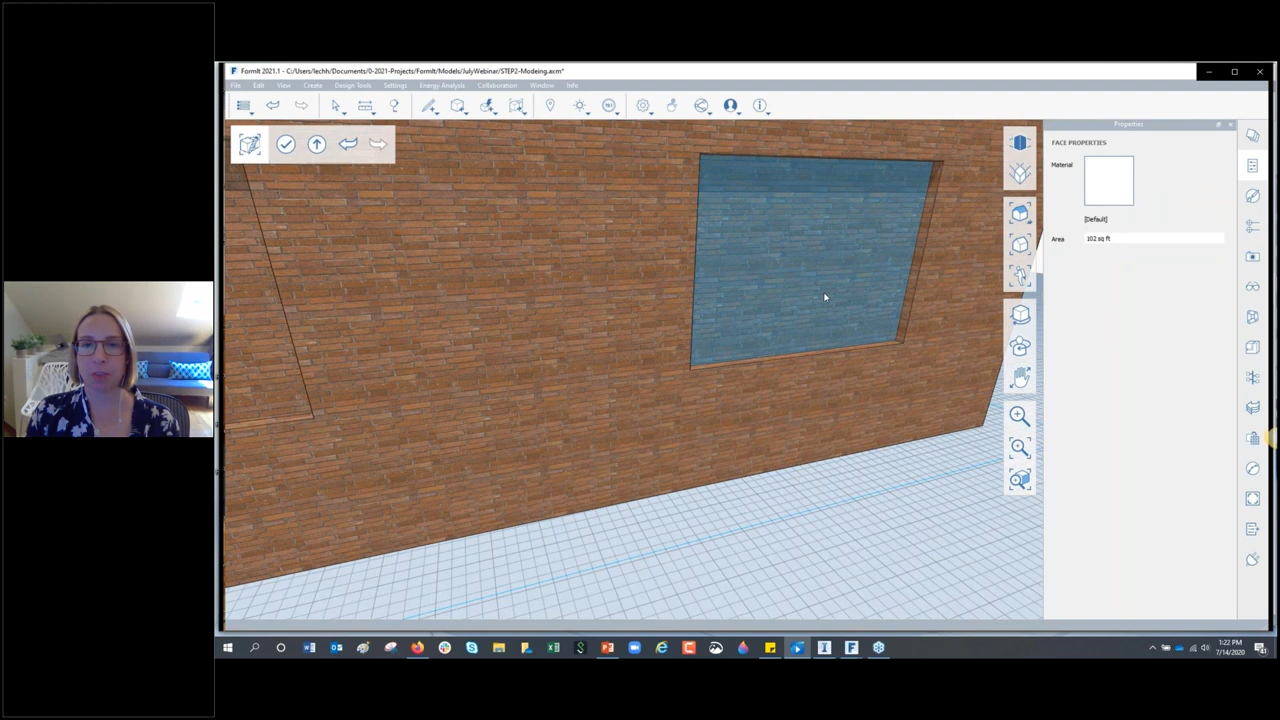 F FormIt 2021.1 - C:/Users/lechh/Documents/0-2021-Projects/FormIt/Models/JulyWebinar/STEP2-Modeing.axm*
File Edit View Create Design Tools Settings Energy Analysis Collaboration Window Info
Properties
FACE PROPERTIES
Material
[Default]
Area 102 sq ft
1:22 PM
7/14/2020